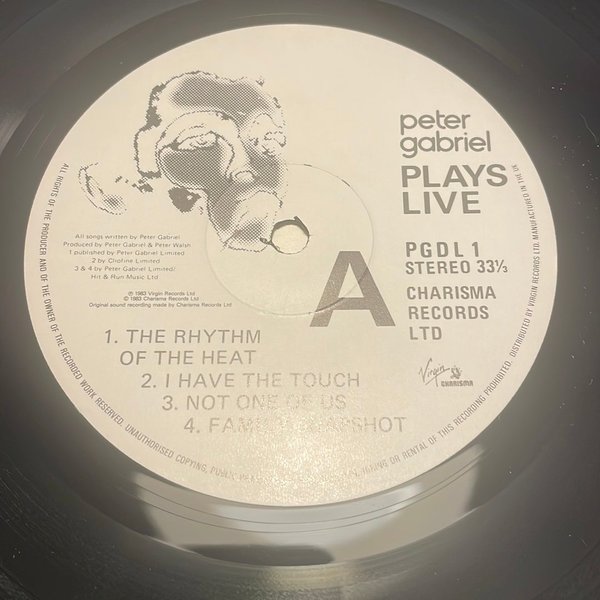 peter
gabriel
PLAYS
LIVE
PGDL 1
STEREO 33⅓
CHARISMA
RECORDS
LTD
Virgin
CHARISMA
A
All songs written by Peter Gabriel
Produced by Peter Gabriel & Peter Walsh
1 published by Peter Gabriel Limited
2 by Cliofine Limited
3 & 4 by Peter Gabriel Limited/
Hit & Run Music Ltd
℗ 1983 Virgin Records Ltd
© 1983 Charisma Records Ltd
Original sound recording made by Charisma Records Ltd
1. THE RHYTHM
OF THE HEAT
2. I HAVE THE TOUCH
3. NOT ONE OF US
4. FAMI APSHOT
ALL RIGHTS OF THE PRODUCER AND OF THE OWNER OF THE RECORDED WORK RESERVED. UNAUTHORISED COPYING, HIRING OR RENTAL OF THIS RECORDING PROHIBITED. DISTRIBUTED BY VIRGIN RECORDS LTD. MANUFACTURED IN THE UK